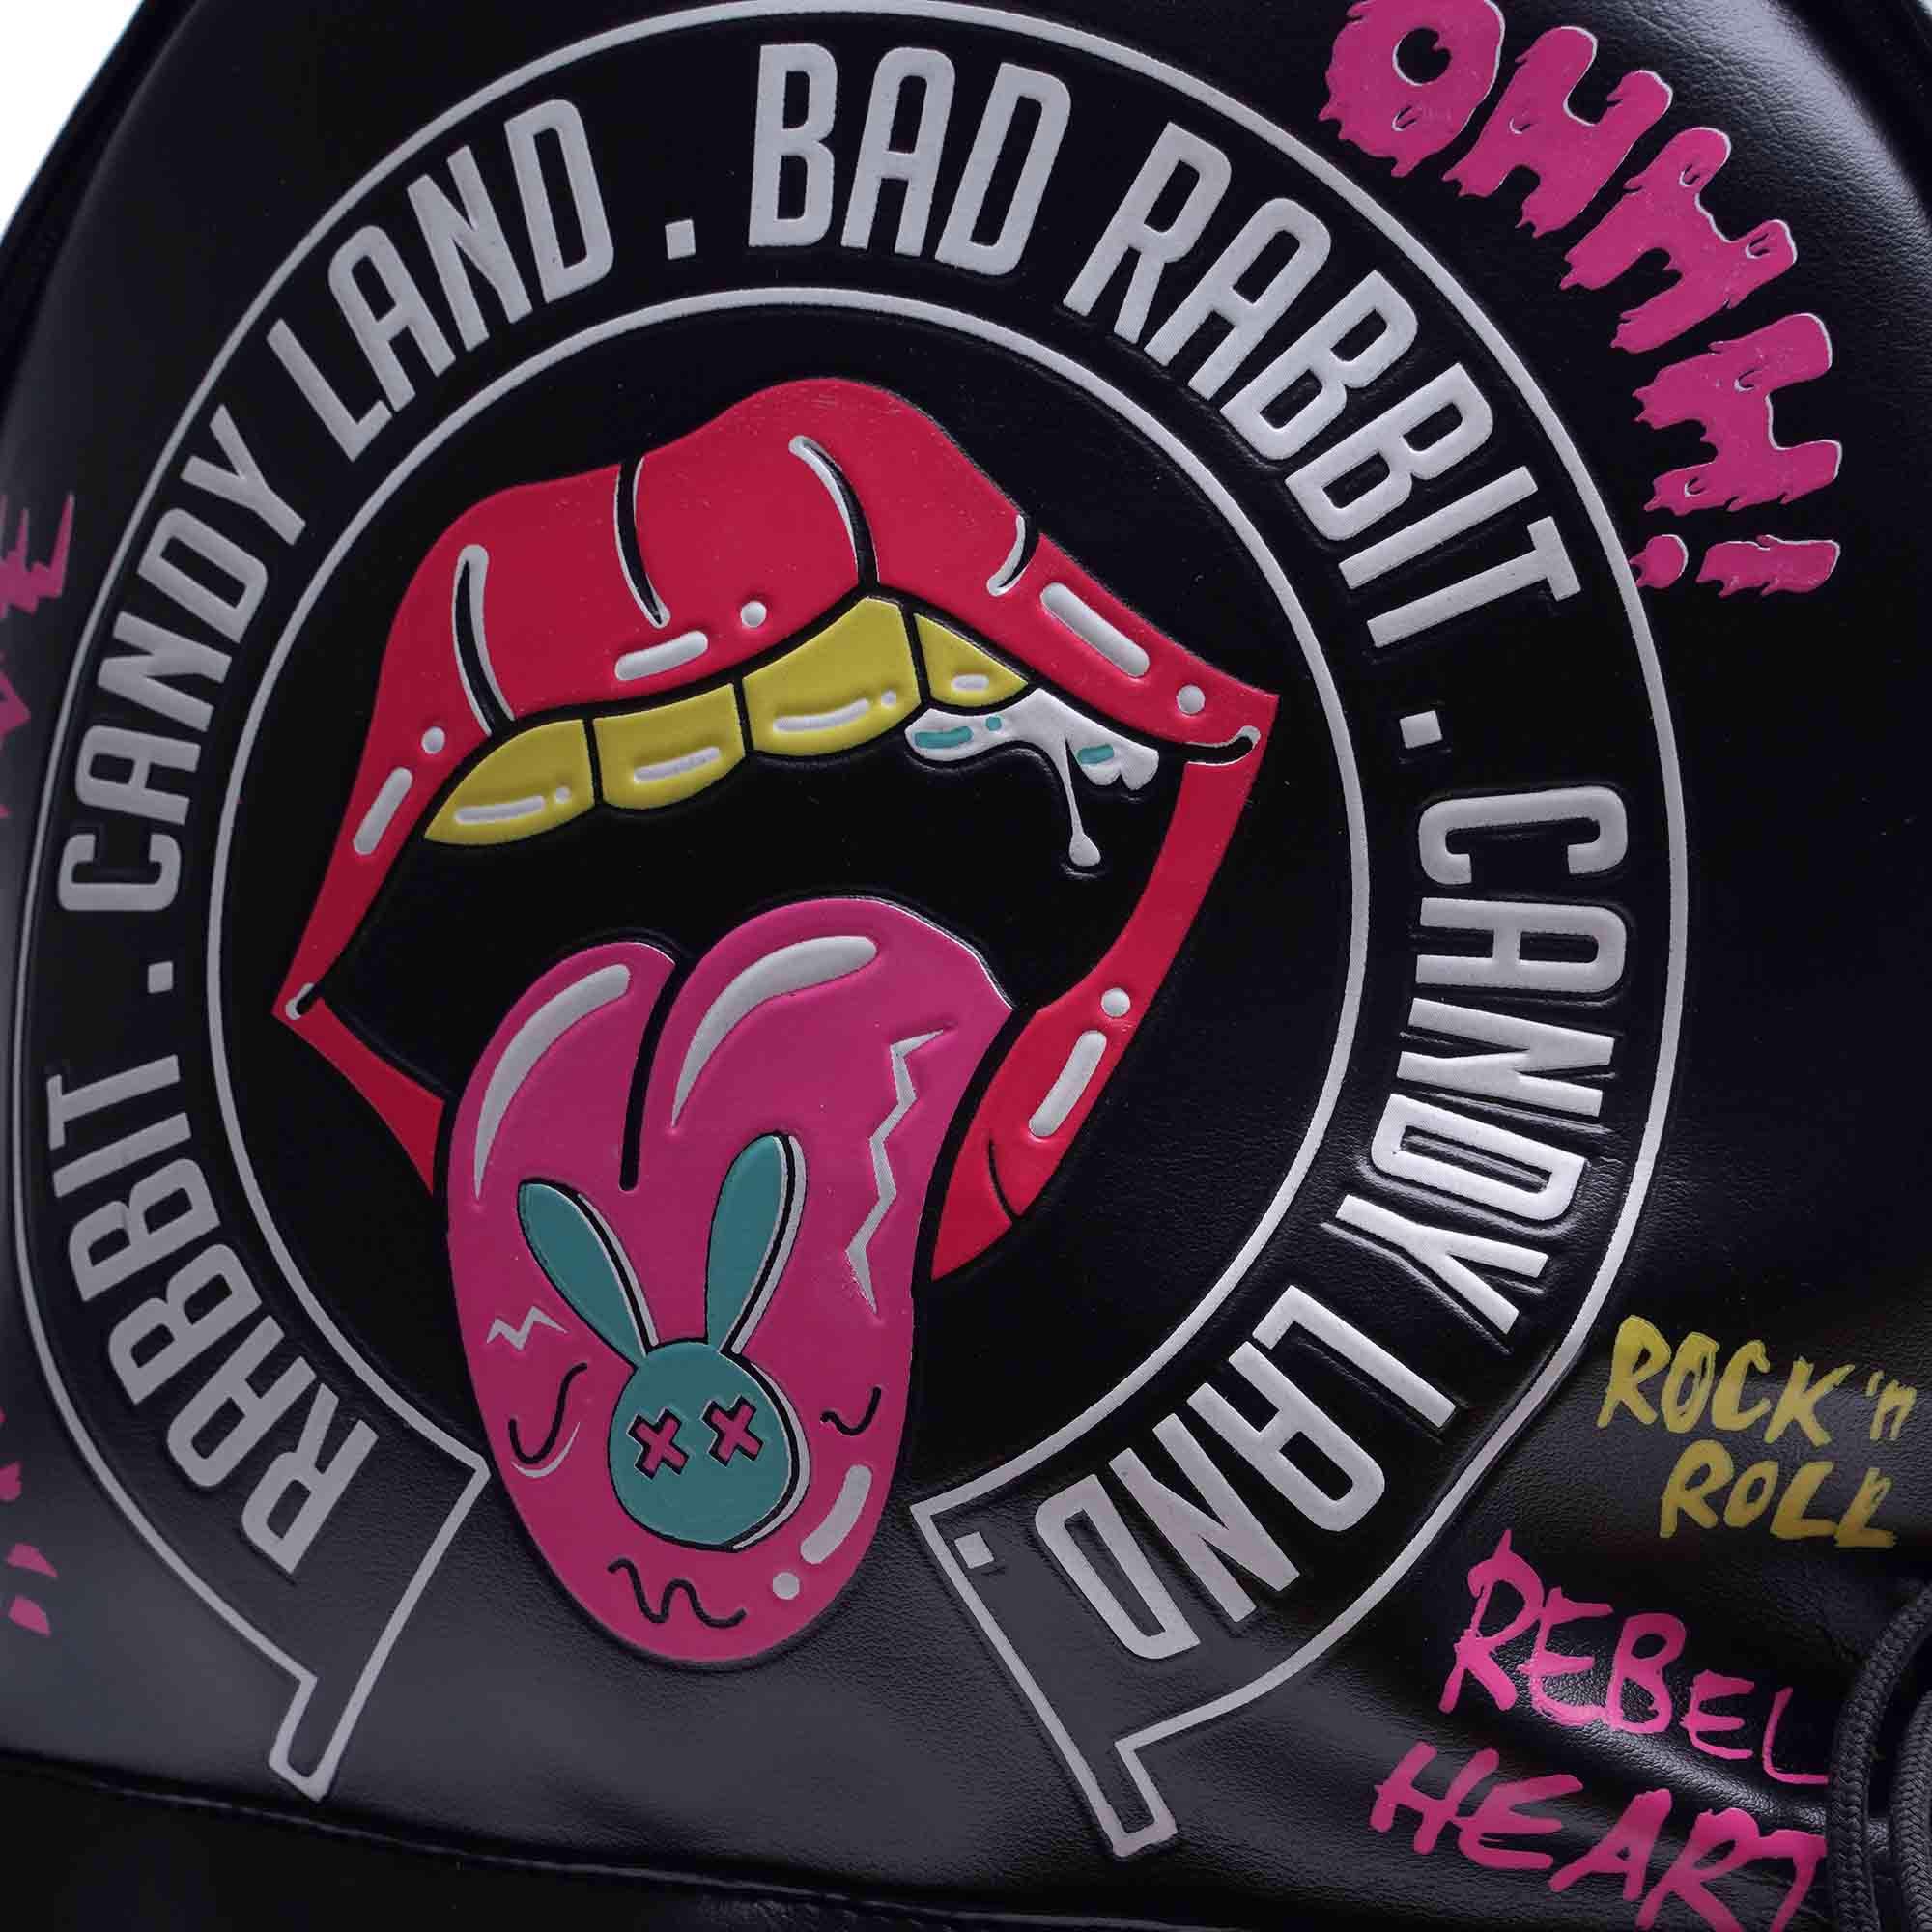 RABBIT . CANDY LAND . BAD RABBIT . CANDY LAND .
OHHH!
ROCK 'n
ROLL
REBEL
HEART